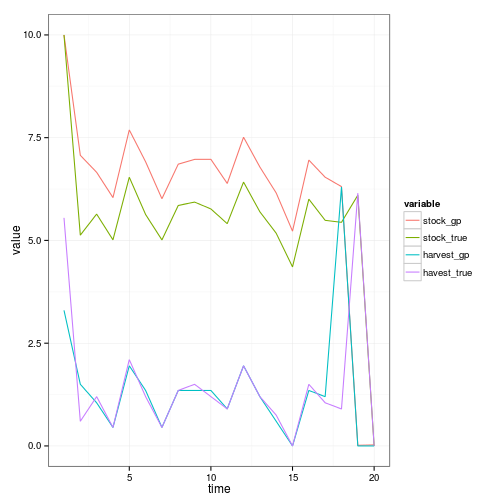 10.0
7.5
5.0
2.5
0.0
value
5
10
15
20
time
variable
stock_gp
stock_true
harvest_gp
havest_true